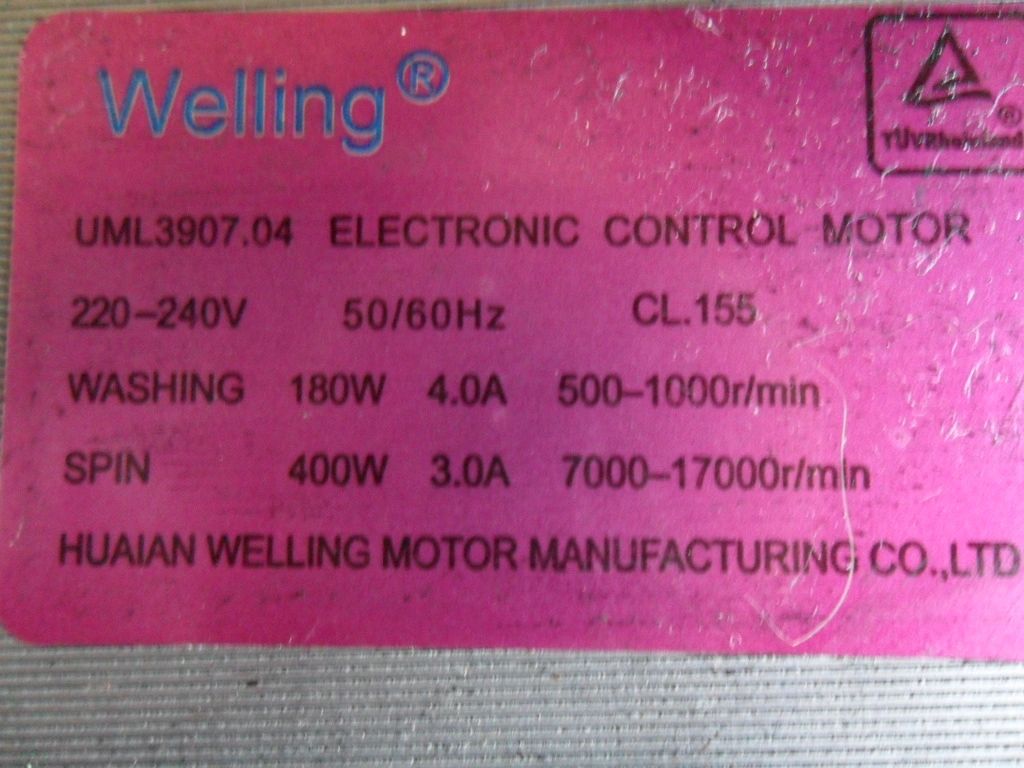 Welling®
TÜVRheinland
®
UML3907.04 ELECTRONIC CONTROL MOTOR
220–240V 50/60Hz CL.155
WASHING 180W 4.0A 500–1000r/min
SPIN 400W 3.0A 7000–17000r/min
HUAIAN WELLING MOTOR MANUFACTURING CO.,LTD